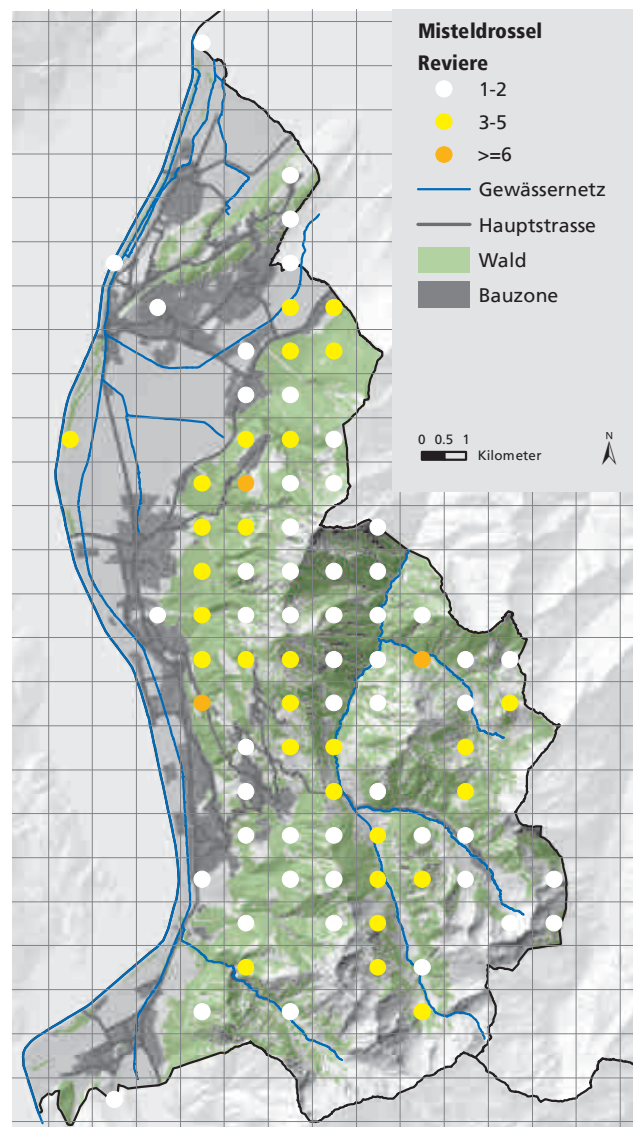 Misteldrossel
Reviere
1-2
3-5
>=6
Gewässernetz
Hauptstrasse
Wald
Bauzone
0 0.5 1
Kilometer
N